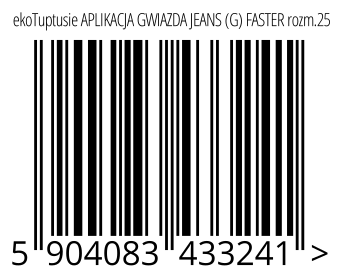 ekoTuptusie APLIKACJA GWIAZDA JEANS (G) FASTER rozm.25
5 904083 433241 >